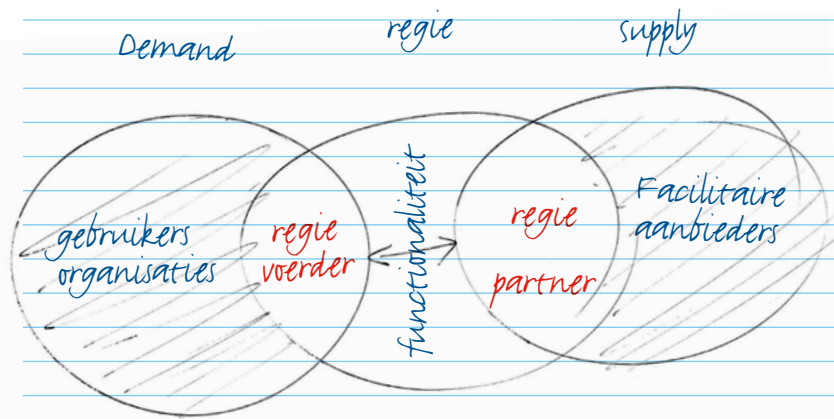 Demand
regie
supply
gebruikers
organisaties
regie
voerder
functionaliteit
regie
partner
Facilitaire
aanbieders